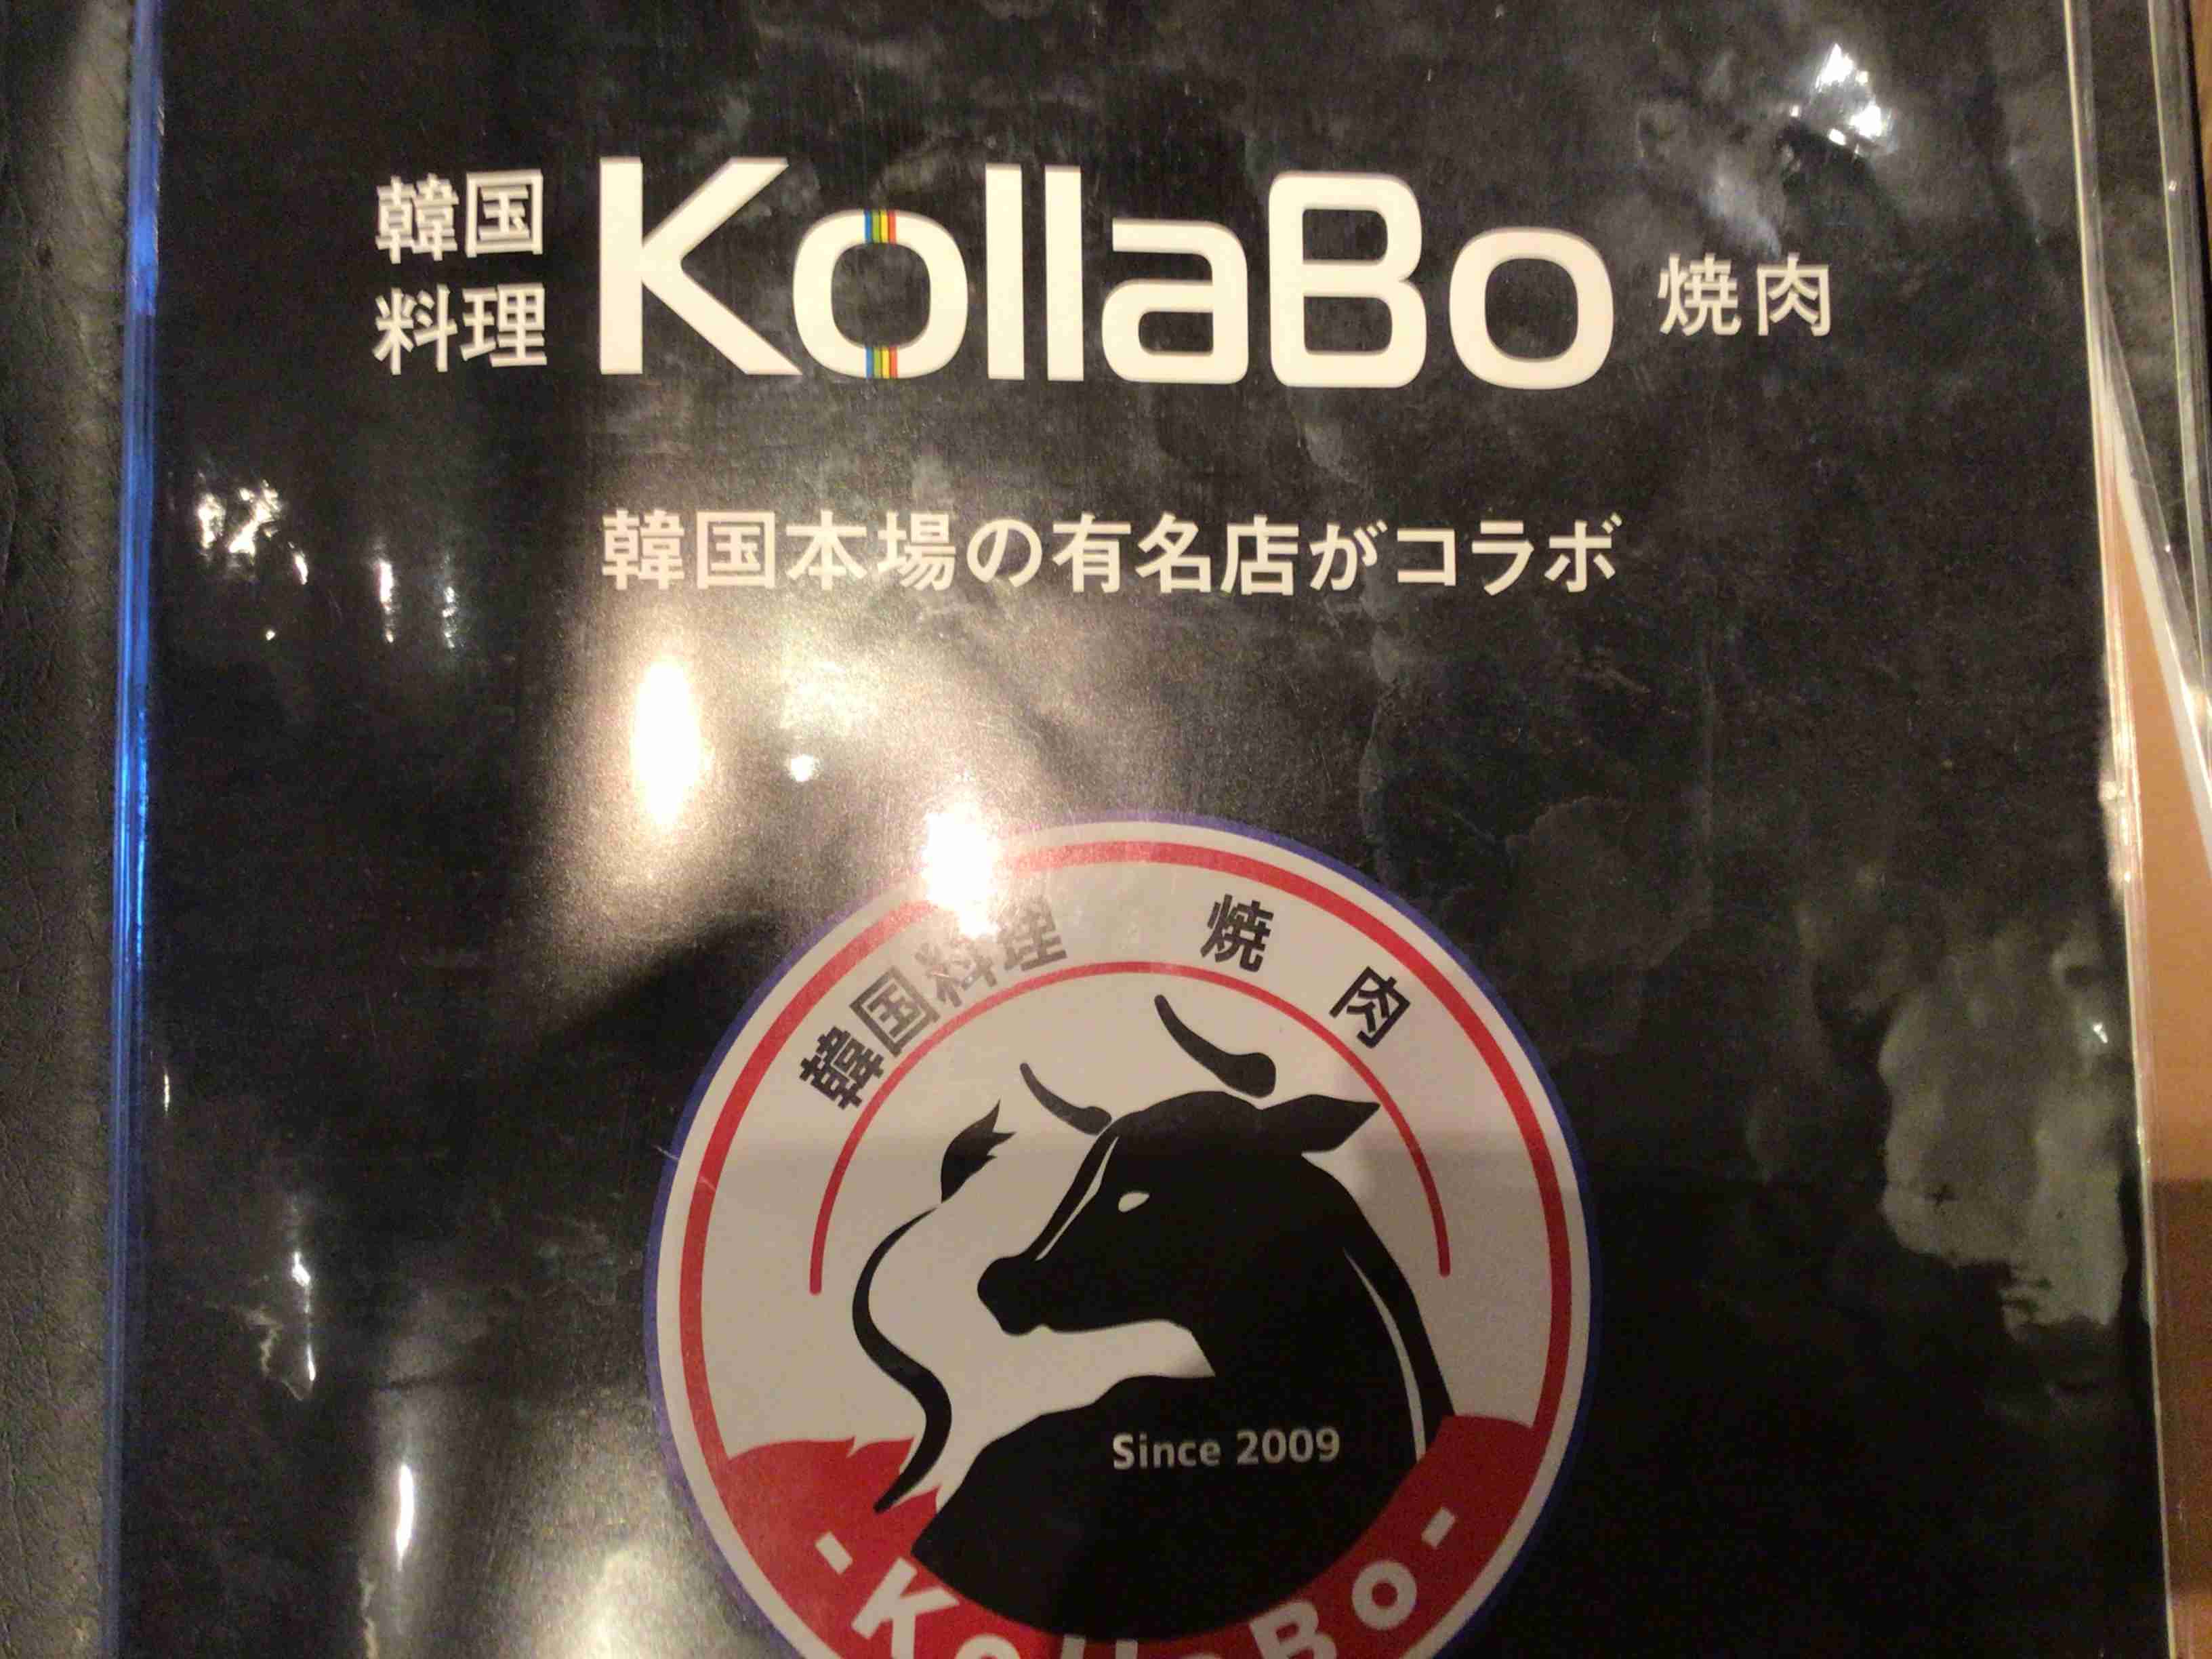 韓国料理 KollaBo 焼肉
韓国本場の有名店がコラボ
韓国料理 焼肉
Since 2009
-KollaBo-